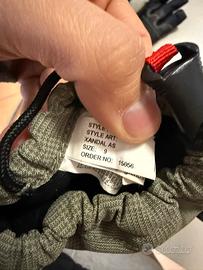 STYLE
STYLE ART
XANDAL AS
SIZE: 9
ORDER NO.: 15056